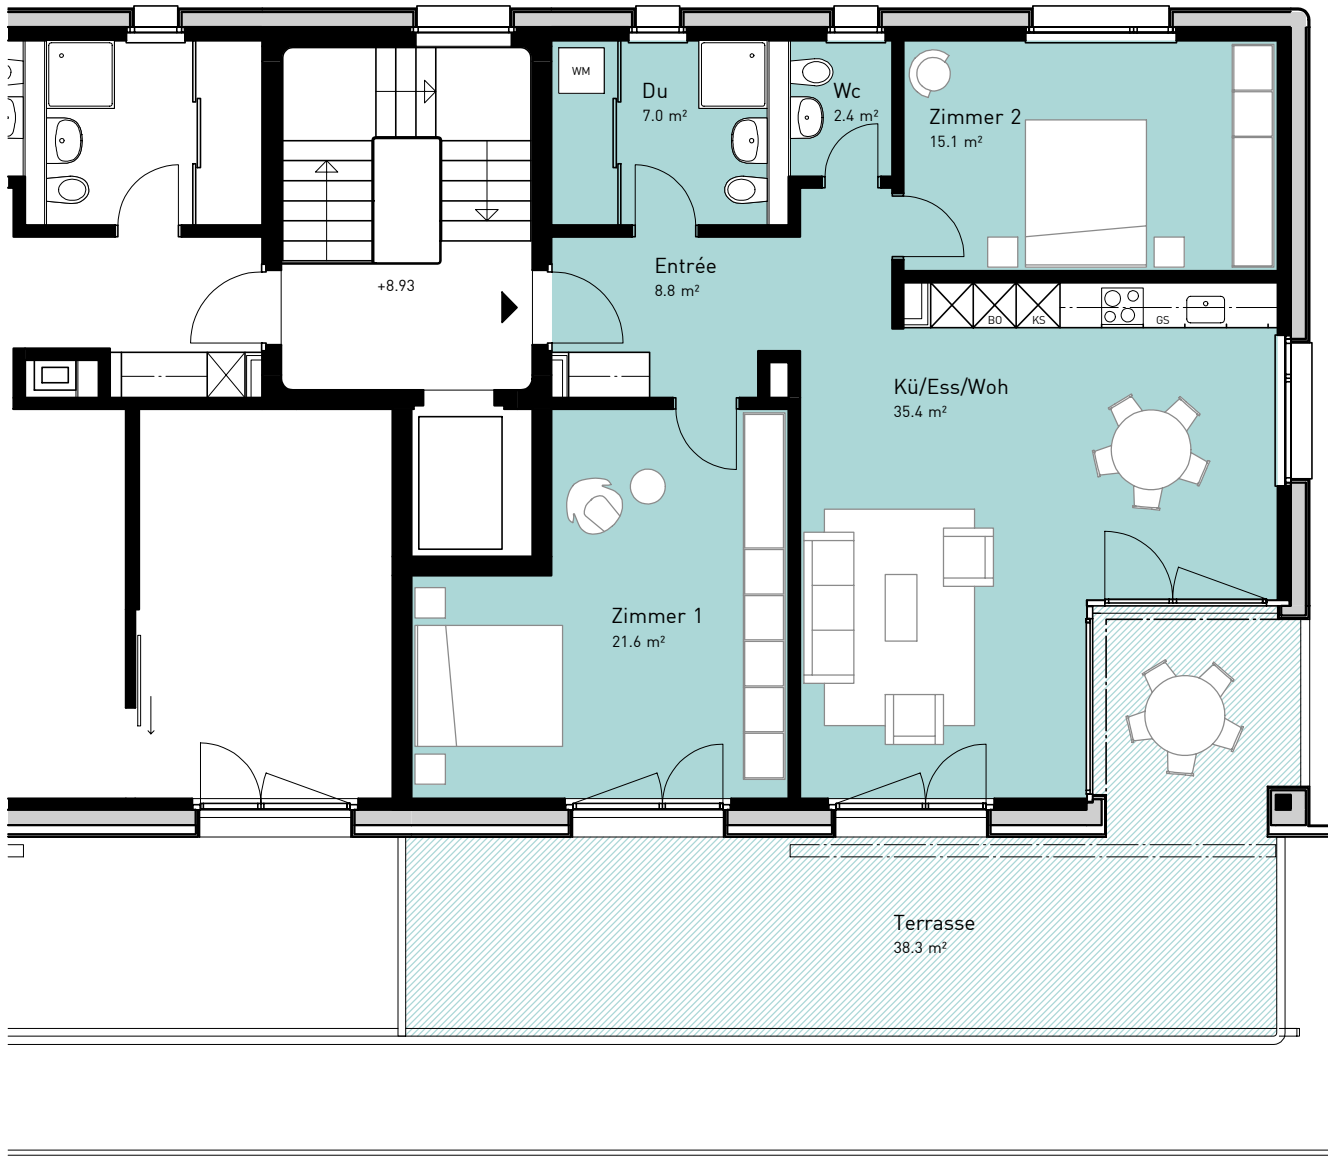 WM
Du
7.0 m²
Wc
2.4 m²
Zimmer 2
15.1 m²
Entrée
8.8 m²
+8.93
BO
KS
GS
Kü/Ess/Woh
35.4 m²
Zimmer 1
21.6 m²
Terrasse
38.3 m²